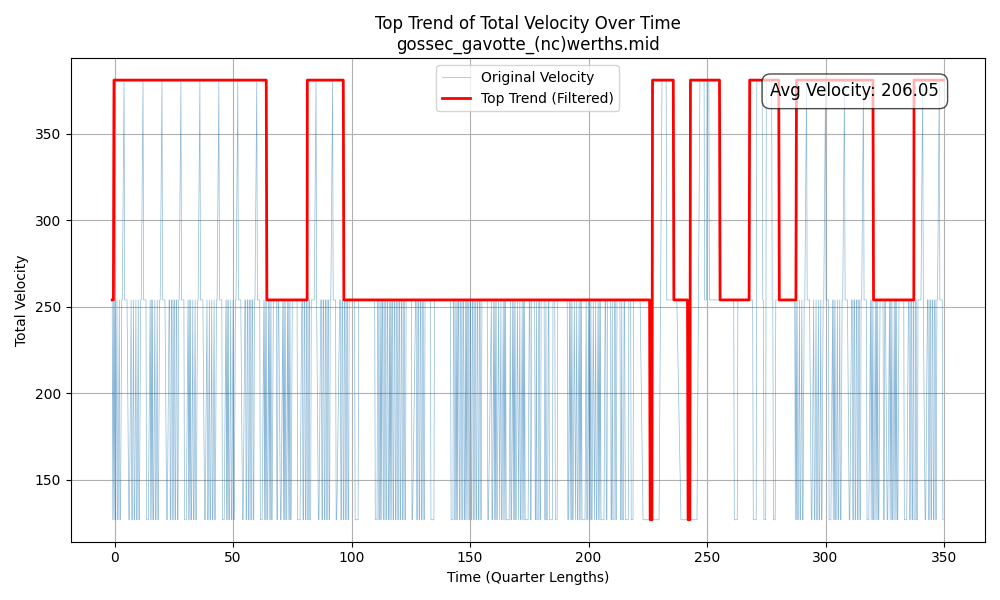 Top Trend of Total Velocity Over Time
gossec_gavotte_(nc)werths.mid
Original Velocity
Top Trend (Filtered)
Avg Velocity: 206.05
Total Velocity
350
300
250
200
150
0 50 100 150 200 250 300 350
Time (Quarter Lengths)